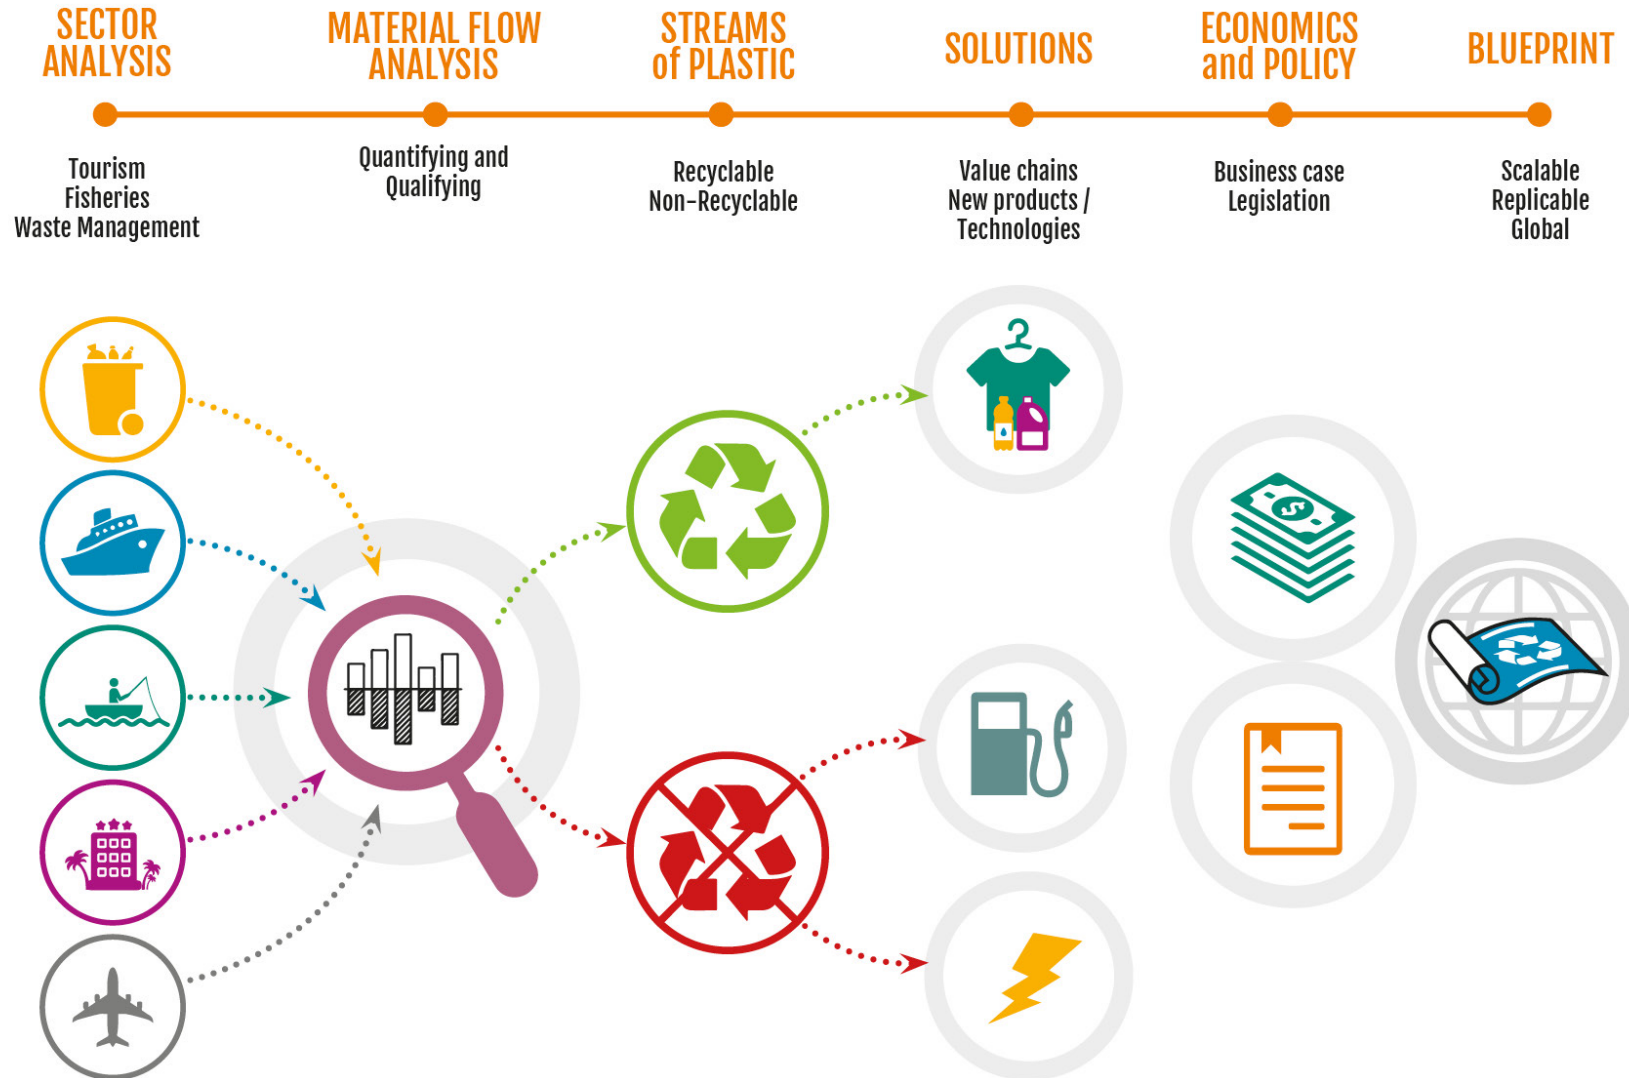 SECTOR
ANALYSIS
MATERIAL FLOW
ANALYSIS
STREAMS
of PLASTIC
SOLUTIONS
ECONOMICS
and POLICY
BLUEPRINT
Tourism
Fisheries
Waste Management
Quantifying and
Qualifying
Recyclable
Non-Recyclable
Value chains
New products /
Technologies
Business case
Legislation
Scalable
Replicable
Global
$